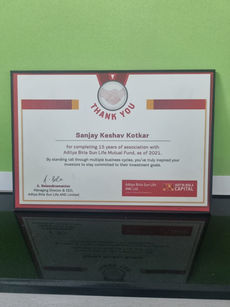 THANK YOU
Sanjay Keshav Kotkar
for completing 15 years of association with
Aditya Birla Sun Life Mutual Fund, as of 2021.
By standing tall through multiple business cycles, you've truly inspired your
investors to stay committed to their investment goals.
A. Balasubramanian
Managing Director & CEO,
Aditya Birla Sun Life AMC Limited
Aditya Birla Sun Life
AMC Ltd.
ADITYA BIRLA
CAPITAL